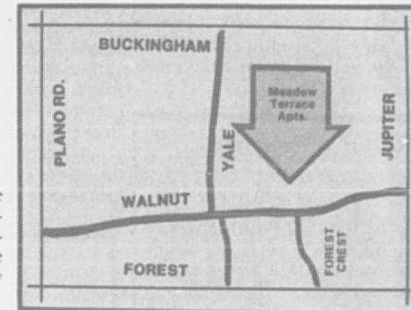 BUCKINGHAM
PLANO RD.
Meadow
Terrace
Apts.
YALE
JUPITER
WALNUT
FOREST
FOREST
CREST